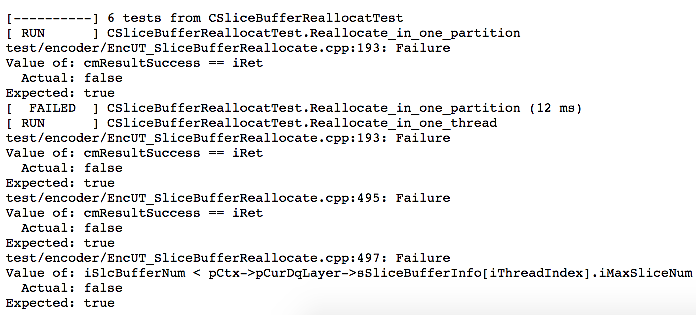 [----------] 6 tests from CSliceBufferReallocatTest
[ RUN      ] CSliceBufferReallocatTest.Reallocate_in_one_partition
test/encoder/EncUT_SliceBufferReallocate.cpp:193: Failure
Value of: cmResultSuccess == iRet
  Actual: false
Expected: true
[  FAILED  ] CSliceBufferReallocatTest.Reallocate_in_one_partition (12 ms)
[ RUN      ] CSliceBufferReallocatTest.Reallocate_in_one_thread
test/encoder/EncUT_SliceBufferReallocate.cpp:193: Failure
Value of: cmResultSuccess == iRet
  Actual: false
Expected: true
test/encoder/EncUT_SliceBufferReallocate.cpp:495: Failure
Value of: cmResultSuccess == iRet
  Actual: false
Expected: true
test/encoder/EncUT_SliceBufferReallocate.cpp:497: Failure
Value of: iSlcBufferNum < pCtx->pCurDqLayer->sSliceBufferInfo[iThreadIndex].iMaxSliceNum
  Actual: false
Expected: true